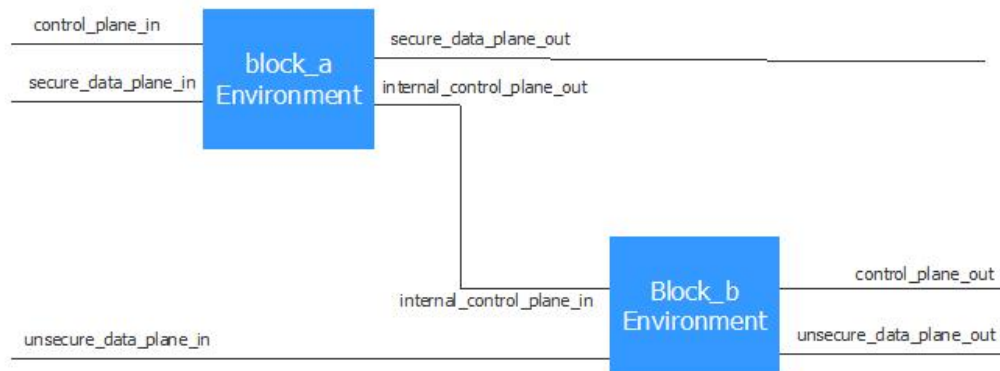 control_plane_in
secure_data_plane_in
block_a
Environment
secure_data_plane_out
internal_control_plane_out
internal_control_plane_in
unsecure_data_plane_in
Block_b
Environment
control_plane_out
unsecure_data_plane_out